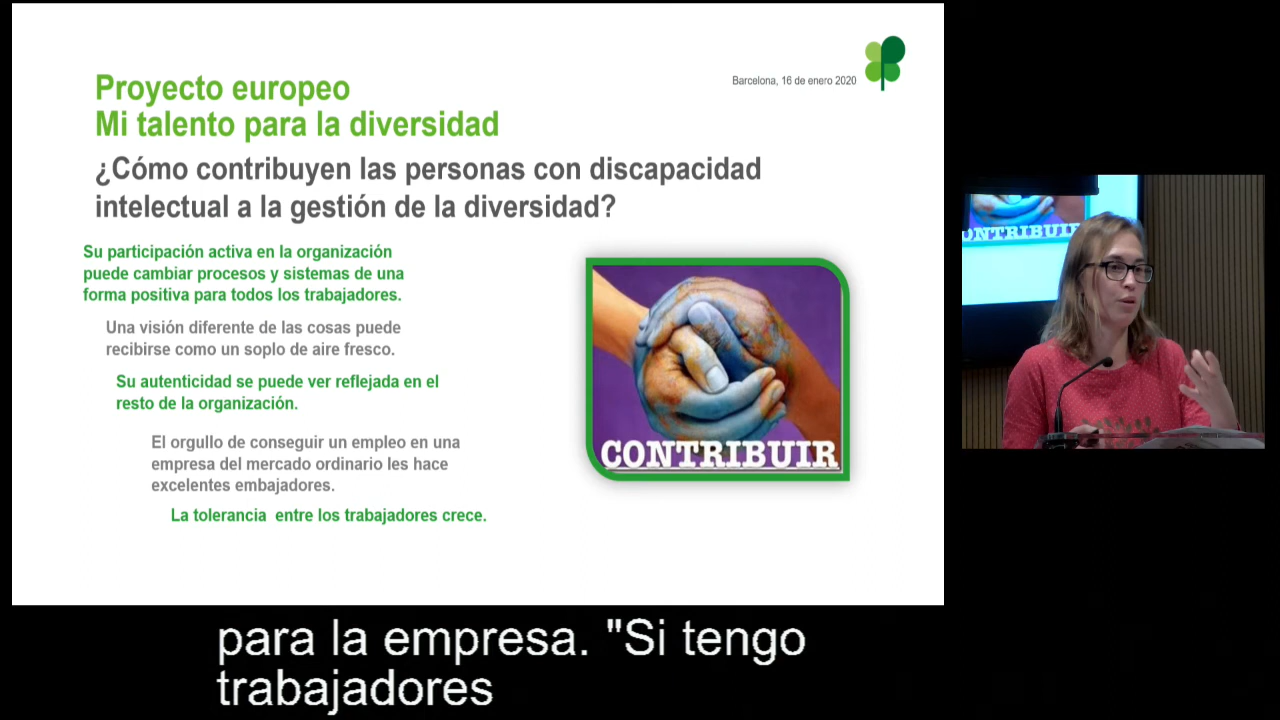 Proyecto europeo
Mi talento para la diversidad
Barcelona, 16 de enero 2020
¿Cómo contribuyen las personas con discapacidad
intelectual a la gestión de la diversidad?
Su participación activa en la organización
puede cambiar procesos y sistemas de una
forma positiva para todos los trabajadores.
Una visión diferente de las cosas puede
recibirse como un soplo de aire fresco.
Su autenticidad se puede ver reflejada en el
resto de la organización.
El orgullo de conseguir un empleo en una
empresa del mercado ordinario les hace
excelentes embajadores.
La tolerancia  entre los trabajadores crece.
CONTRIBUIR
CONTRIBUIR
para la empresa. "Si tengo
trabajadores